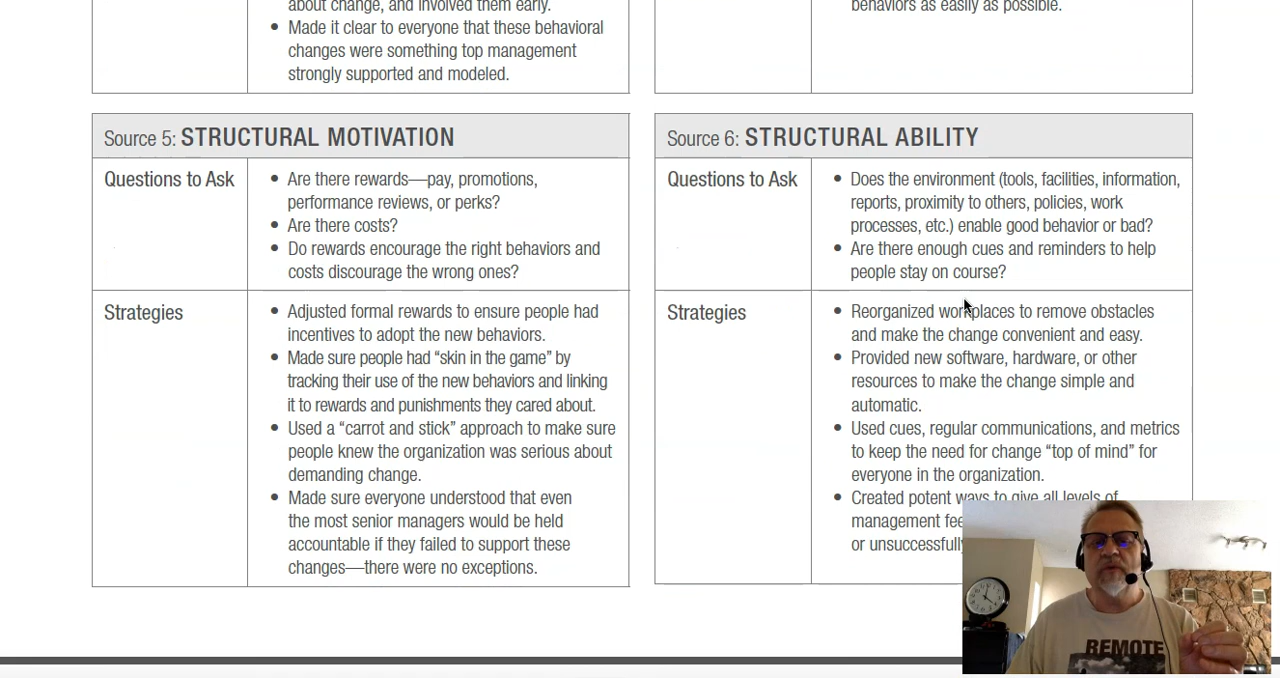 about change, and involved them early.
• Made it clear to everyone that these behavioral
changes were something top management
strongly supported and modeled.
behaviors as easily as possible.
Source 5: STRUCTURAL MOTIVATION
Questions to Ask
• Are there rewards—pay, promotions,
performance reviews, or perks?
• Are there costs?
• Do rewards encourage the right behaviors and
costs discourage the wrong ones?
Strategies
• Adjusted formal rewards to ensure people had
incentives to adopt the new behaviors.
• Made sure people had “skin in the game” by
tracking their use of the new behaviors and linking
it to rewards and punishments they cared about.
• Used a “carrot and stick” approach to make sure
people knew the organization was serious about
demanding change.
• Made sure everyone understood that even
the most senior managers would be held
accountable if they failed to support these
changes—there were no exceptions.
Source 6: STRUCTURAL ABILITY
Questions to Ask
• Does the environment (tools, facilities, information,
reports, proximity to others, policies, work
processes, etc.) enable good behavior or bad?
• Are there enough cues and reminders to help
people stay on course?
Strategies
• Reorganized workplaces to remove obstacles
and make the change convenient and easy.
• Provided new software, hardware, or other
resources to make the change simple and
automatic.
• Used cues, regular communications, and metrics
to keep the need for change “top of mind” for
everyone in the organization.
• Created potent ways to give all levels of
management
or unsuccessfully
REMOTE